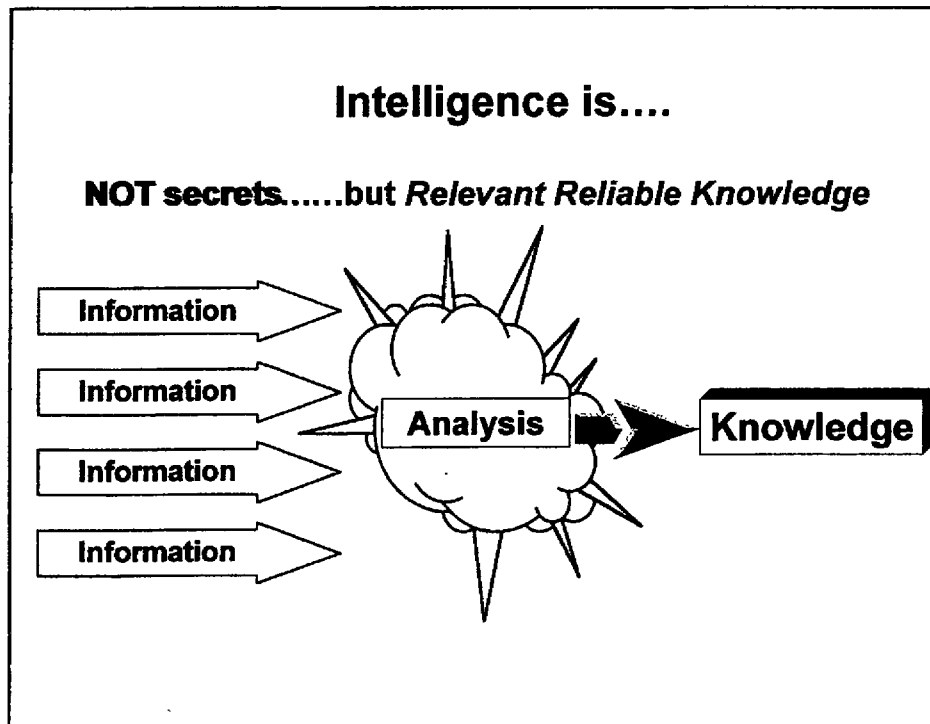 Intelligence is....
NOT secrets......but Relevant Reliable Knowledge
Information
Information
Analysis
Knowledge
Information
Information